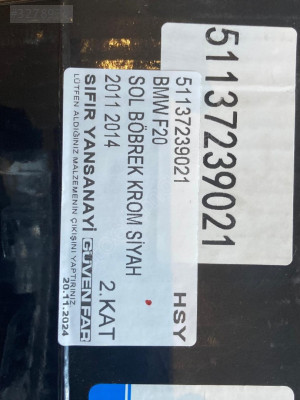 51137239021
51137239021
HSY
BMW F20
SOL BÖBREK KROM SİYAH
2011 2014
2.KAT
SIFIR YANSANAYİ GÜVENFAR
LÜTFEN ALDIĞINIZ MALZEMENİN ÇIKIŞINI YAPTIRINIZ
20.11.2024